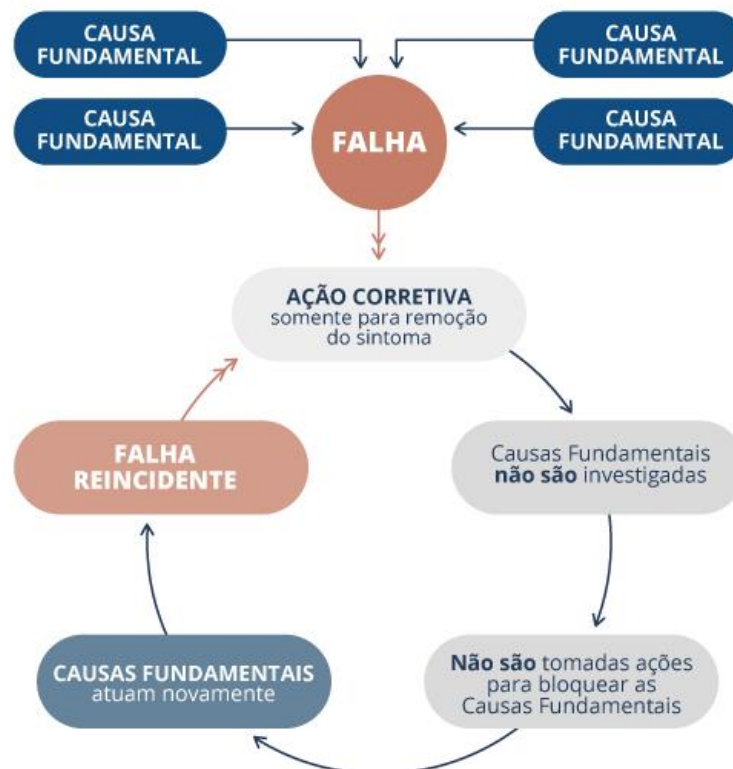 CAUSA
FUNDAMENTAL
CAUSA
FUNDAMENTAL
CAUSA
FUNDAMENTAL
CAUSA
FUNDAMENTAL
FALHA
AÇÃO CORRETIVA
somente para remoção
do sintoma
Causas Fundamentais
não são investigadas
Não são tomadas ações
para bloquear as
Causas Fundamentais
CAUSAS FUNDAMENTAIS
atuam novamente
FALHA
REINCIDENTE